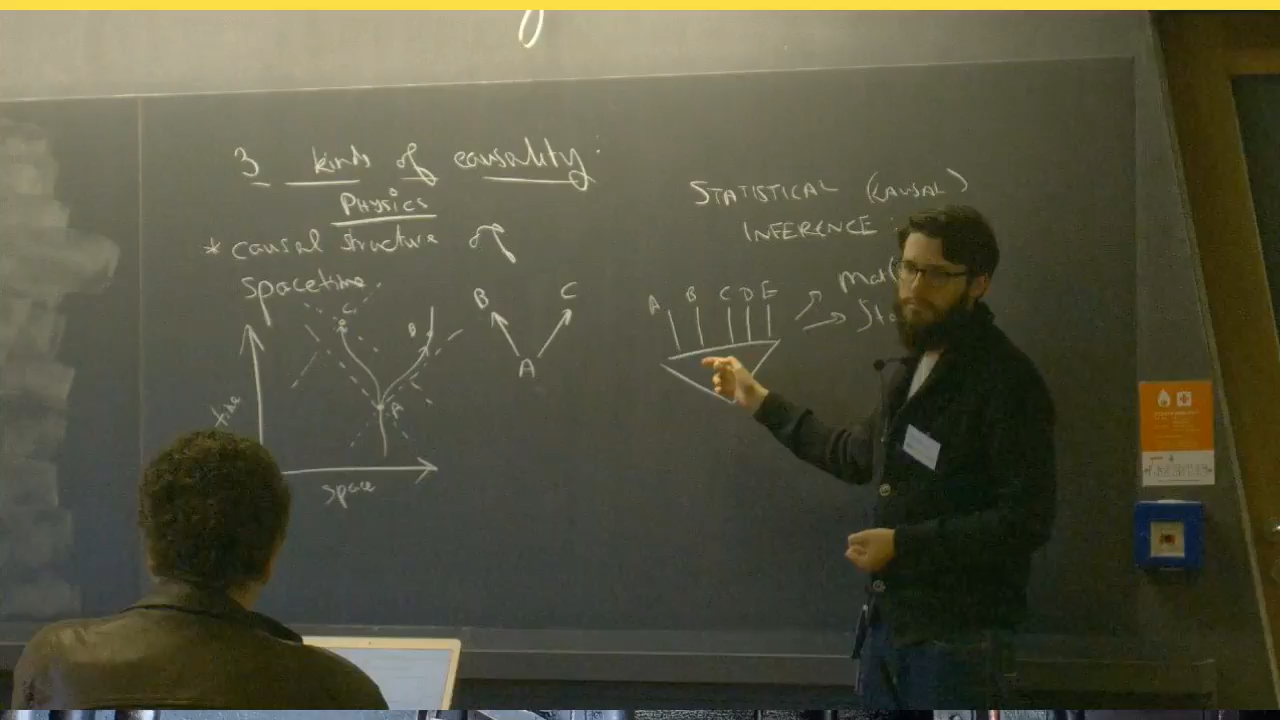 3 kinds of causality:
PHYSICS
* causal structure of
spacetime
C
B
A
time
space
B C
A
STATISTICAL (CAUSAL)
INFERENCE:
A B C D E